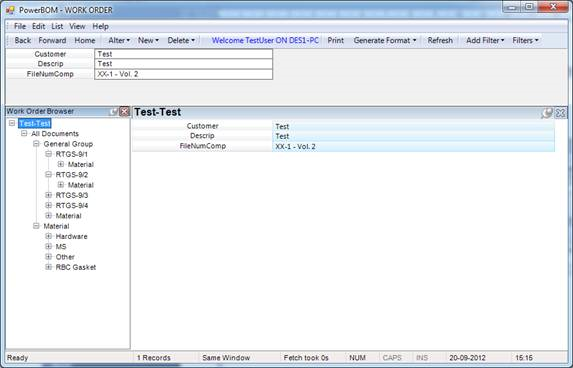 PowerBOM - WORK ORDER
File Edit List View Help
Back Forward Home Alter New Delete Welcome TestUser ON DES1-PC Print Generate Format Refresh Add Filter Filters
Customer Test
Descrip Test
FileNumComp XX-1 - Vol. 2
Work Order Browser
Test-Test
Test-Test
All Documents
General Group
RTGS-9/1
Material
RTGS-9/2
Material
RTGS-9/3
RTGS-9/4
Material
Material
Hardware
MS
Other
RBC Gasket
Customer Test
Descrip Test
FileNumComp XX-1 - Vol. 2
Ready 1 Records Same Window Fetch took 0s NUM CAPS INS 20-09-2012 15:16